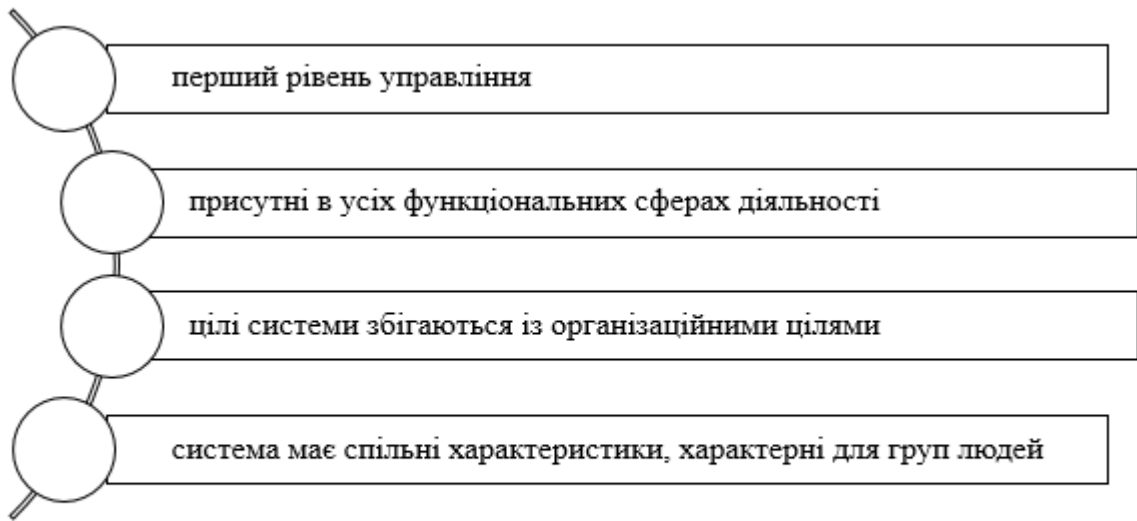 перший рівень управління
присутні в усіх функціональних сферах діяльності
цілі системи збігаються із організаційними цілями
система має спільні характеристики, характерні для груп людей